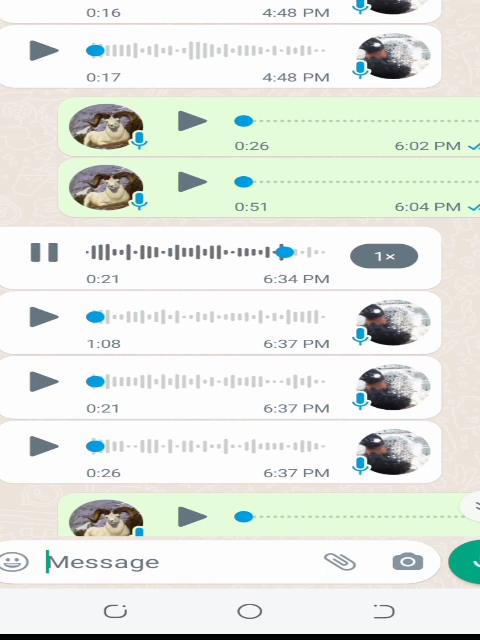 0:16 4:48 PM
0:17 4:48 PM
0:26 6:02 PM
0:51 6:04 PM
1×
0:21 6:34 PM
1:08 6:37 PM
0:21 6:37 PM
0:26 6:37 PM
Message